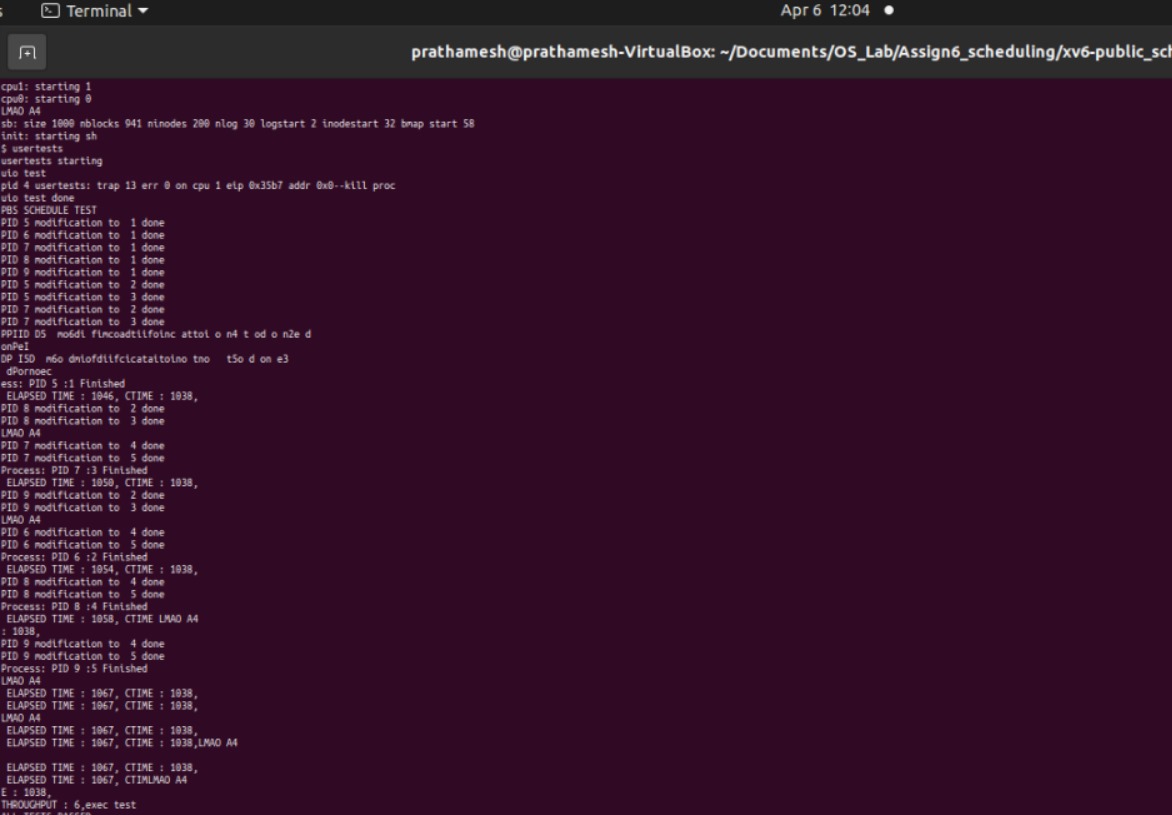 Terminal
Apr 6 12:04
prathamesh@prathamesh-VirtualBox: ~/Documents/OS_Lab/Assign6_scheduling/xv6-public_sch
cpu1: starting 1
cpu0: starting 0
LMAO A4
sb: size 1000 nblocks 941 ninodes 200 nlog 30 logstart 2 inodestart 32 bmap start 58
init: starting sh
$ usertests
usertests starting
uio test
pid 4 usertests: trap 13 err 0 on cpu 1 eip 0x35b7 addr 0x0--kill proc
uio test done
PBS SCHEDULE TEST
PID 5 modification to  1 done
PID 6 modification to  1 done
PID 7 modification to  1 done
PID 8 modification to  1 done
PID 9 modification to  1 done
PID 5 modification to  2 done
PID 5 modification to  3 done
PID 7 modification to  2 done
PID 7 modification to  3 done
PPIID D5  mo6di fimcoadtiifoinc attoi o n4 t od o n2e d
onPeI
DP ISD  m6o dmiofdiifcicataitoino tno   t5o d on e3
 dPornoec
ess: PID 5 :1 Finished
 ELAPSED TIME : 1046, CTIME : 1038,
PID 8 modification to  2 done
PID 8 modification to  3 done
LMAO A4
PID 7 modification to  4 done
PID 7 modification to  5 done
Process: PID 7 :3 Finished
 ELAPSED TIME : 1050, CTIME : 1038,
PID 9 modification to  2 done
PID 9 modification to  3 done
LMAO A4
PID 6 modification to  4 done
PID 6 modification to  5 done
Process: PID 6 :2 Finished
 ELAPSED TIME : 1054, CTIME : 1038,
PID 8 modification to  4 done
PID 8 modification to  5 done
Process: PID 8 :4 Finished
 ELAPSED TIME : 1058, CTIME LMAO A4
: 1038,
PID 9 modification to  4 done
PID 9 modification to  5 done
Process: PID 9 :5 Finished
LMAO A4
 ELAPSED TIME : 1067, CTIME : 1038,
 ELAPSED TIME : 1067, CTIME : 1038,
LMAO A4
 ELAPSED TIME : 1067, CTIME : 1038,
 ELAPSED TIME : 1067, CTIME : 1038,LMAO A4
 ELAPSED TIME : 1067, CTIME : 1038,
 ELAPSED TIME : 1067, CTIMLMAO A4
E : 1038,
THROUGHPUT : 6,exec test